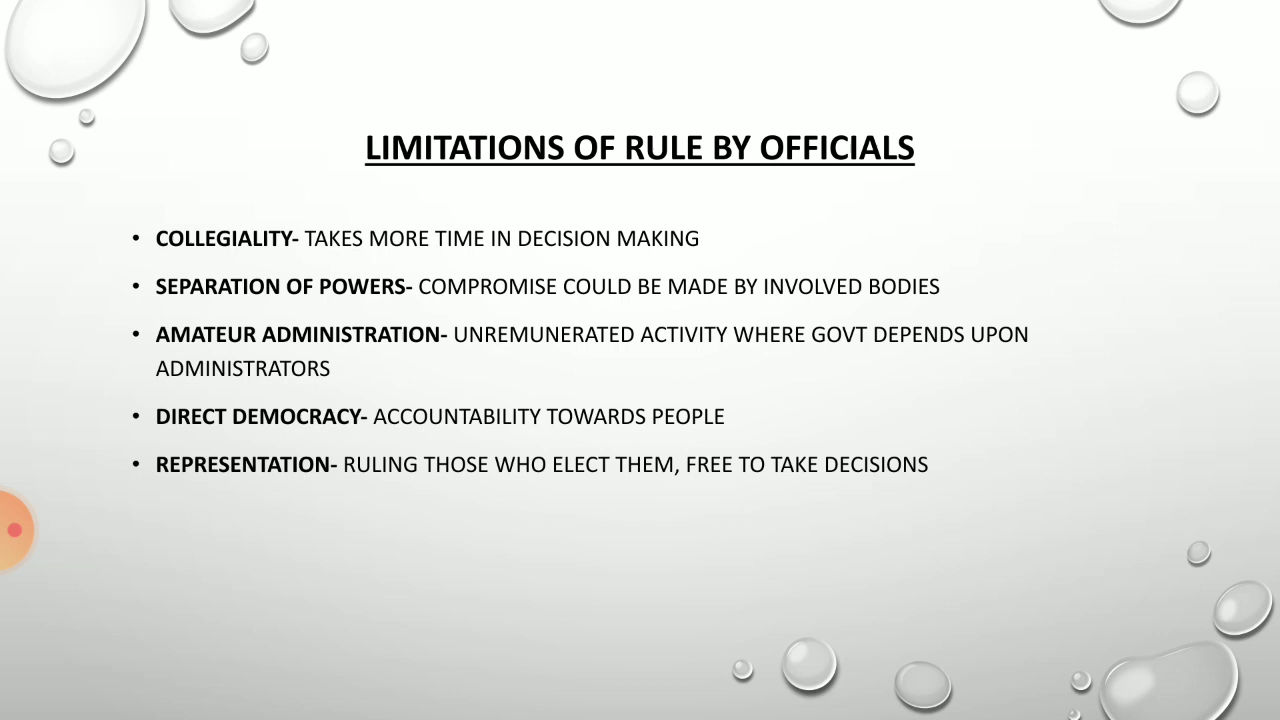 LIMITATIONS OF RULE BY OFFICIALS
• COLLEGIALITY- TAKES MORE TIME IN DECISION MAKING
• SEPARATION OF POWERS- COMPROMISE COULD BE MADE BY INVOLVED BODIES
• AMATEUR ADMINISTRATION- UNREMUNERATED ACTIVITY WHERE GOVT DEPENDS UPON
ADMINISTRATORS
• DIRECT DEMOCRACY- ACCOUNTABILITY TOWARDS PEOPLE
• REPRESENTATION- RULING THOSE WHO ELECT THEM, FREE TO TAKE DECISIONS